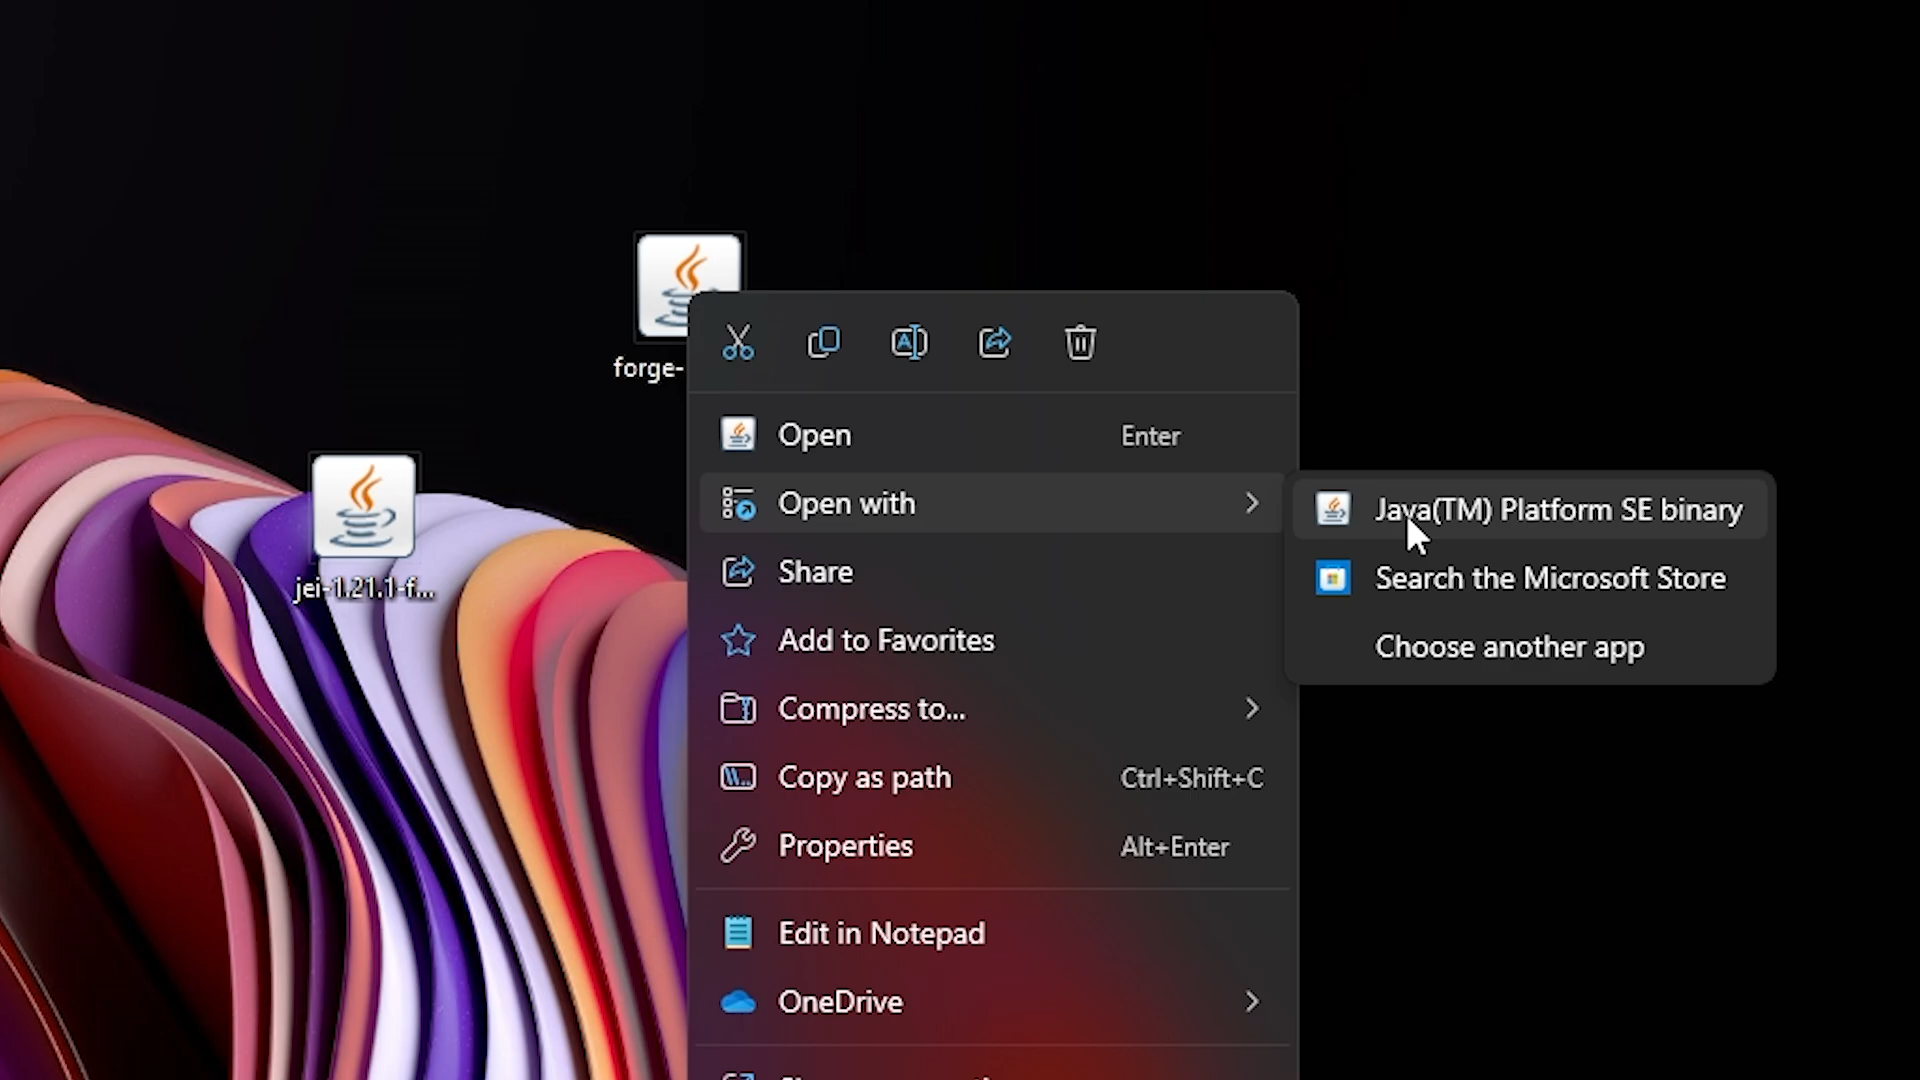 forge-
jei-1.21.1-f...
Open Enter
Open with
Share
Add to Favorites
Compress to...
Copy as path Ctrl+Shift+C
Properties Alt+Enter
Edit in Notepad
OneDrive
Java(TM) Platform SE binary
Search the Microsoft Store
Choose another app